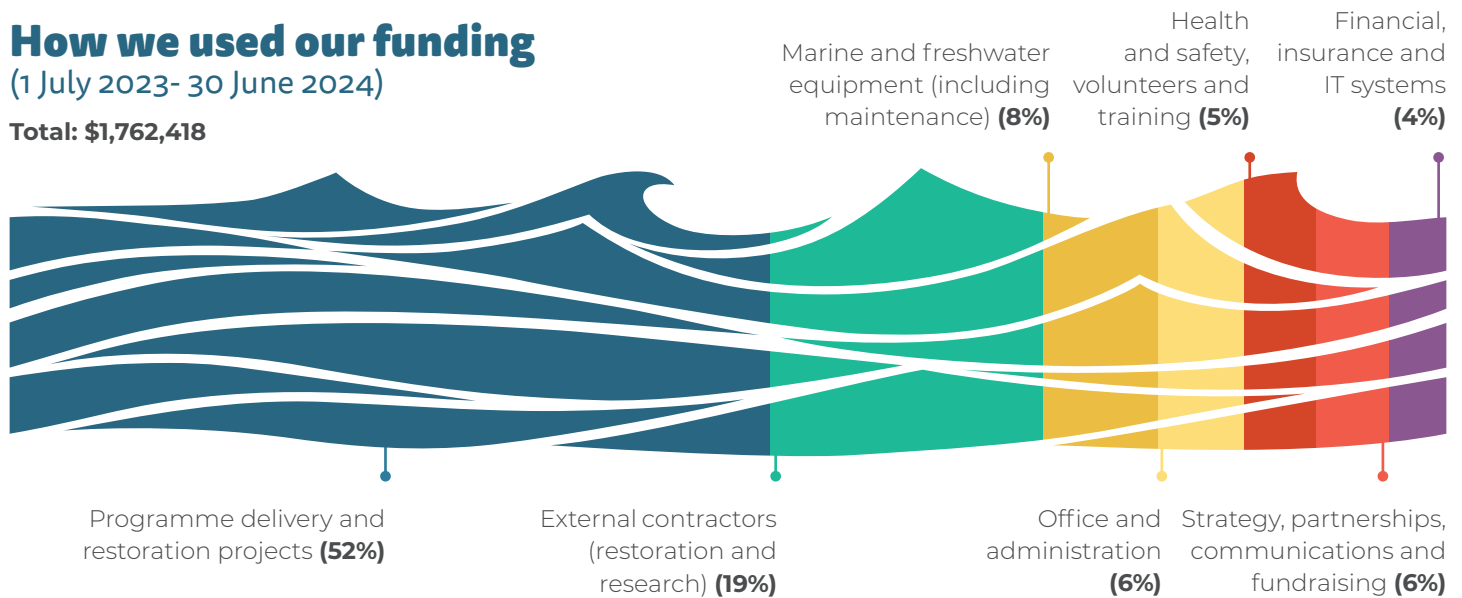 How we used our funding
(1 July 2023- 30 June 2024)
Total: $1,762,418
Marine and freshwater
equipment (including
maintenance) (8%)
Health
and safety,
volunteers and
training (5%)
Financial,
insurance and
IT systems
(4%)
Programme delivery and
restoration projects (52%)
External contractors
(restoration and
research) (19%)
Office and
administration
(6%)
Strategy, partnerships,
communications and
fundraising (6%)